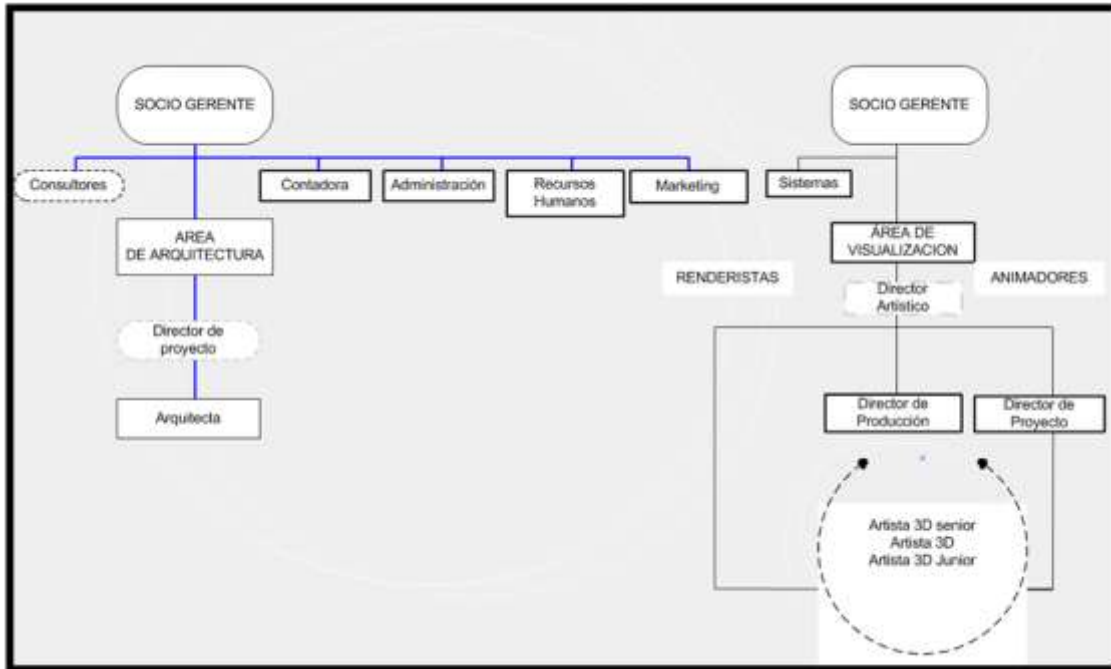 SOCIO GERENTE
SOCIO GERENTE
Consultores
Contadora
Administración
Recursos
Humanos
Marketing
Sistemas
AREA
DE ARQUITECTURA
ÁREA DE
VISUALIZACION
RENDERISTAS
ANIMADORES
Director
Artístico
Director de
proyecto
Arquitecta
Director de
Producción
Director de
Proyecto
Artista 3D senior
Artista 3D
Artista 3D Junior